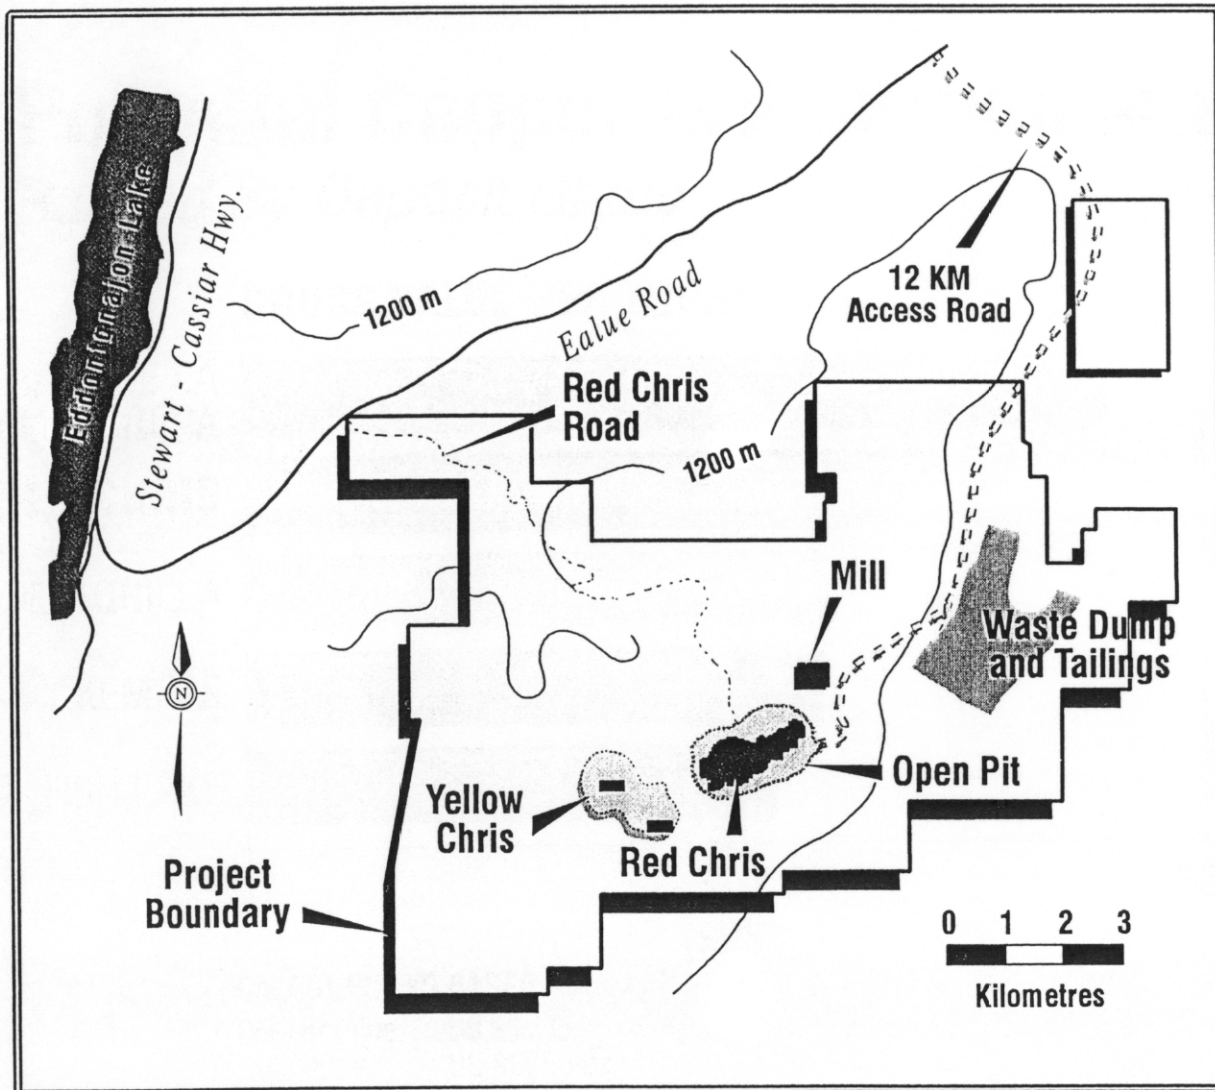 Eddontenajon Lake
Stewart - Cassiar Hwy.
1200 m
Ealue Road
12 KM
Access Road
Red Chris
Road
1200 m
Mill
Waste Dump
and Tailings
N
Open Pit
Yellow
Chris
Red Chris
Project
Boundary
0 1 2 3
Kilometres